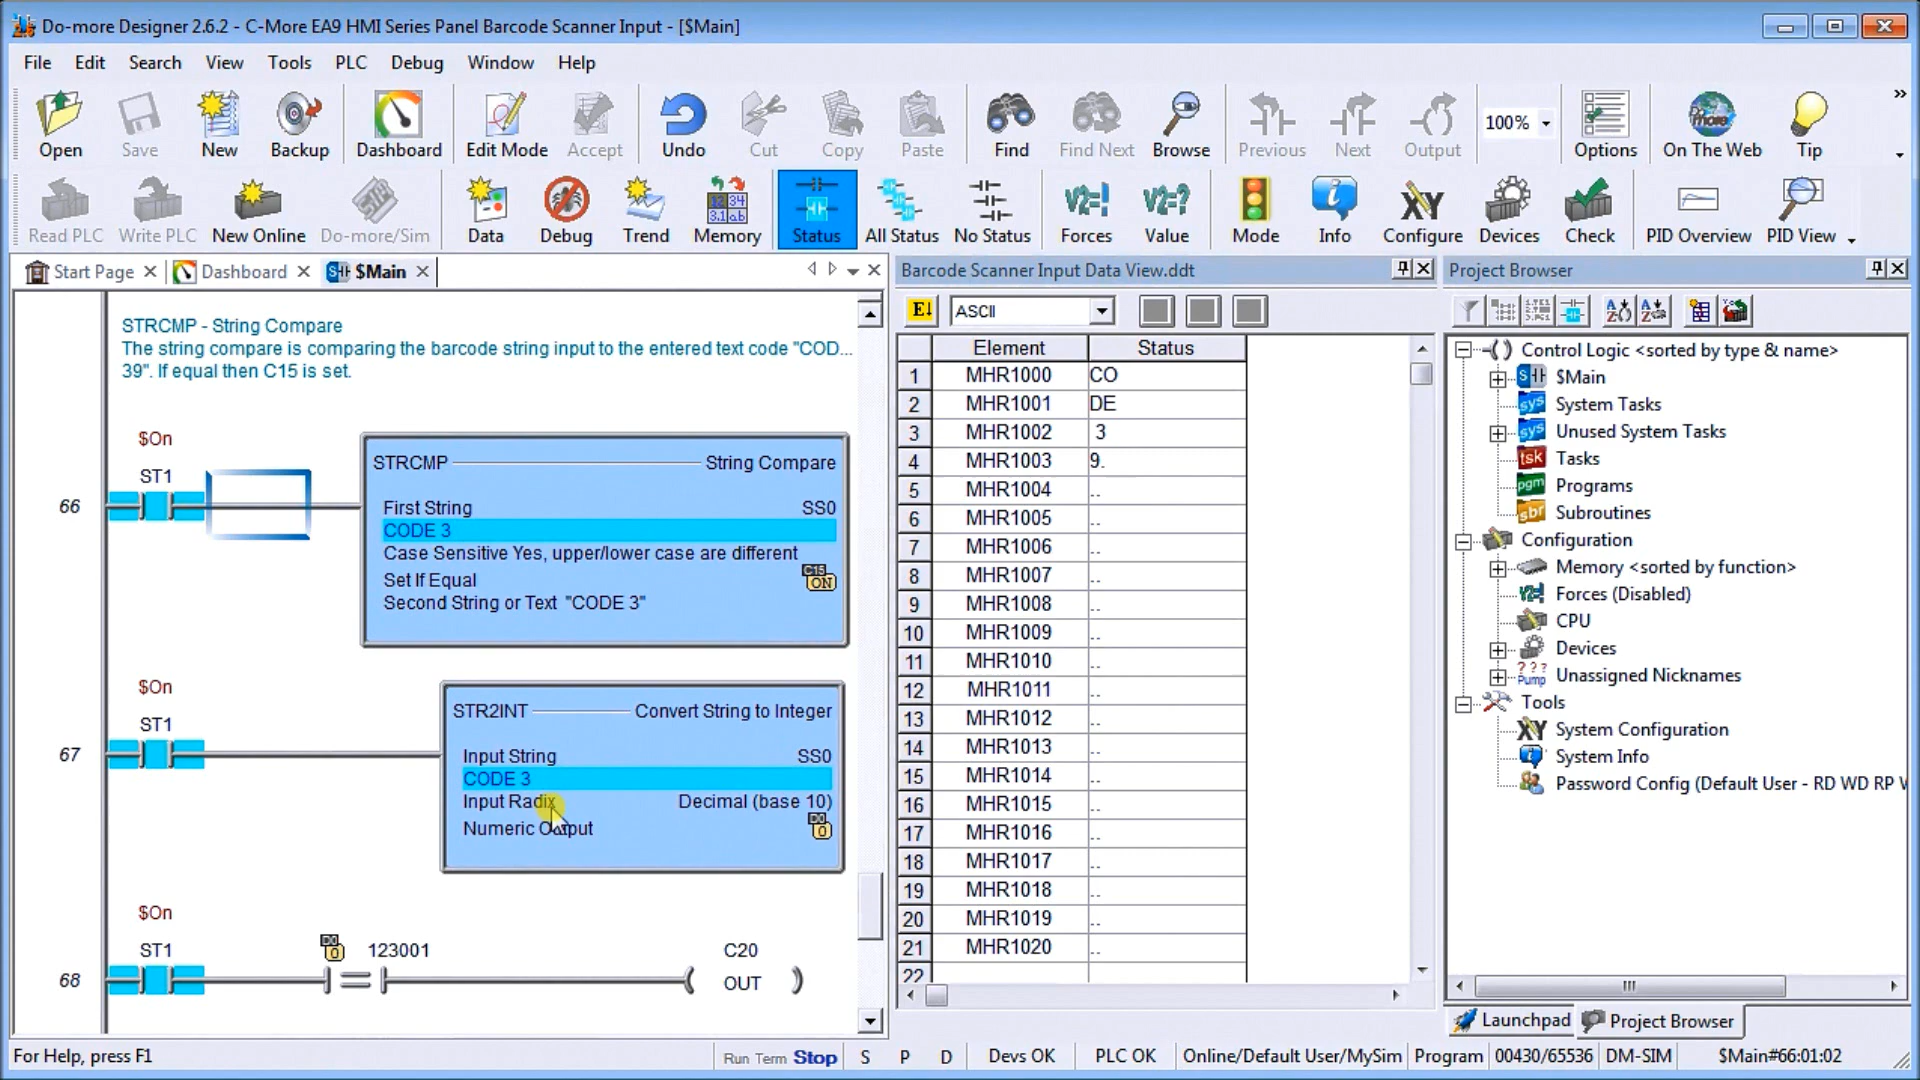 Do-more Designer 2.6.2 - C-More EA9 HMI Series Panel Barcode Scanner Input - [$Main]
File Edit Search View Tools PLC Debug Window Help
Open Save New Backup Dashboard Edit Mode Accept Undo Cut Copy Paste Find Find Next Browse Previous Next Output 100% Options On The Web Tip
Read PLC Write PLC New Online Do-more/Sim Data Debug Trend Memory Status All Status No Status Forces Value Mode Info Configure Devices Check PID Overview PID View
Start Page Dashboard $Main
STRCMP - String Compare
The string compare is comparing the barcode string input to the entered text code "COD...
39". If equal then C15 is set.
$On
ST1
66
STRCMP String Compare
First String SS0
CODE 3
Case Sensitive Yes, upper/lower case are different
Set If Equal C15 ON
Second String or Text "CODE 3"
$On
ST1
67
STR2INT Convert String to Integer
Input String SS0
CODE 3
Input Radix Decimal (base 10)
Numeric Output D0 0
$On
ST1 D0 0 123001 C20
68 OUT
Barcode Scanner Input Data View.ddt
ASCII
Element Status
1 MHR1000 CO
2 MHR1001 DE
3 MHR1002 3
4 MHR1003 9.
5 MHR1004 ..
6 MHR1005 ..
7 MHR1006 ..
8 MHR1007 ..
9 MHR1008 ..
10 MHR1009 ..
11 MHR1010 ..
12 MHR1011 ..
13 MHR1012 ..
14 MHR1013 ..
15 MHR1014 ..
16 MHR1015 ..
17 MHR1016 ..
18 MHR1017 ..
19 MHR1018 ..
20 MHR1019 ..
21 MHR1020 ..
22
Project Browser
Control Logic <sorted by type & name>
$Main
System Tasks
Unused System Tasks
Tasks
Programs
Subroutines
Configuration
Memory <sorted by function>
Forces (Disabled)
CPU
Devices
Unassigned Nicknames
Tools
System Configuration
System Info
Password Config (Default User - RD WD RP
Launchpad Project Browser
For Help, press F1 Run Term Stop S P D Devs OK PLC OK Online/Default User/MySim Program 00430/65536 DM-SIM $Main#66:01:02